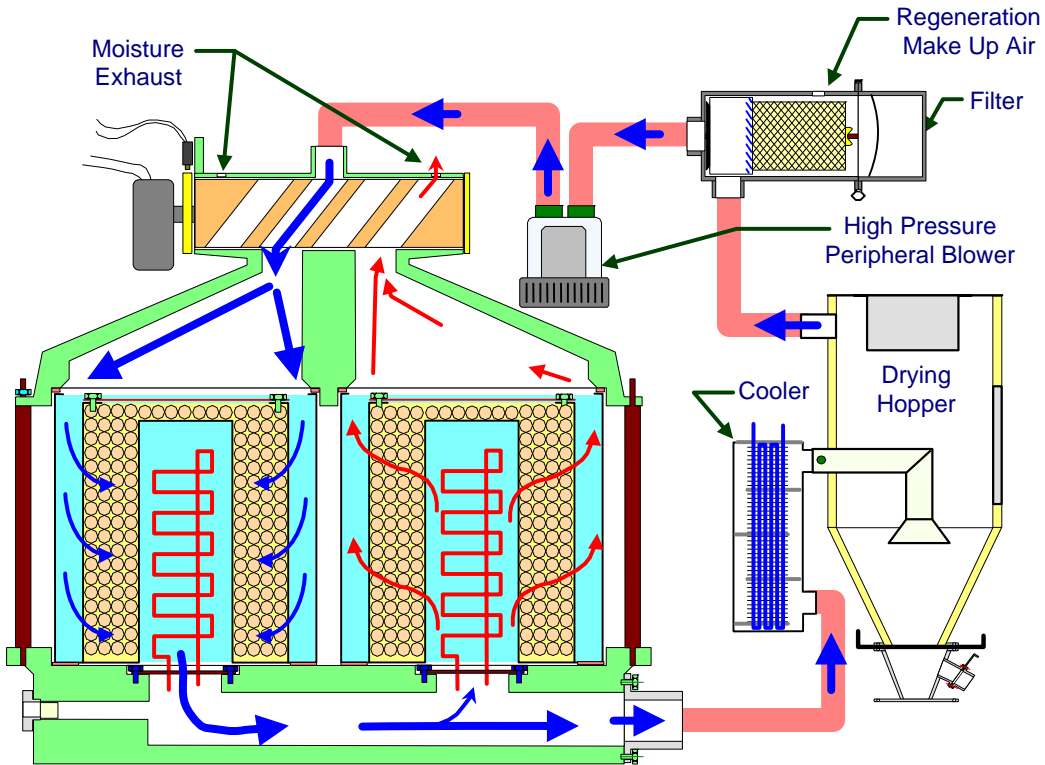 Regeneration
Make Up Air
Moisture
Exhaust
Filter
High Pressure
Peripheral Blower
Cooler
Drying
Hopper